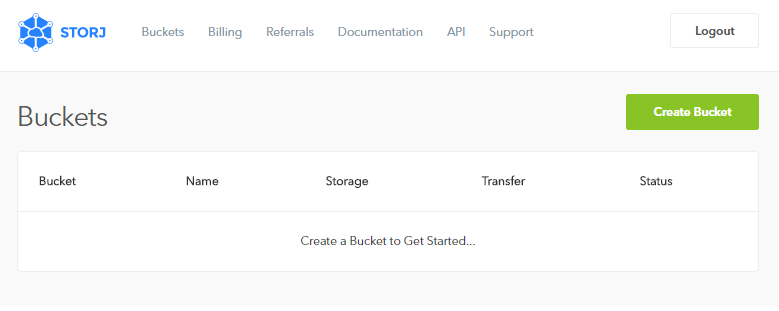 STORJ Buckets Billing Referrals Documentation API Support Logout
Buckets Create Bucket
Bucket Name Storage Transfer Status
Create a Bucket to Get Started...